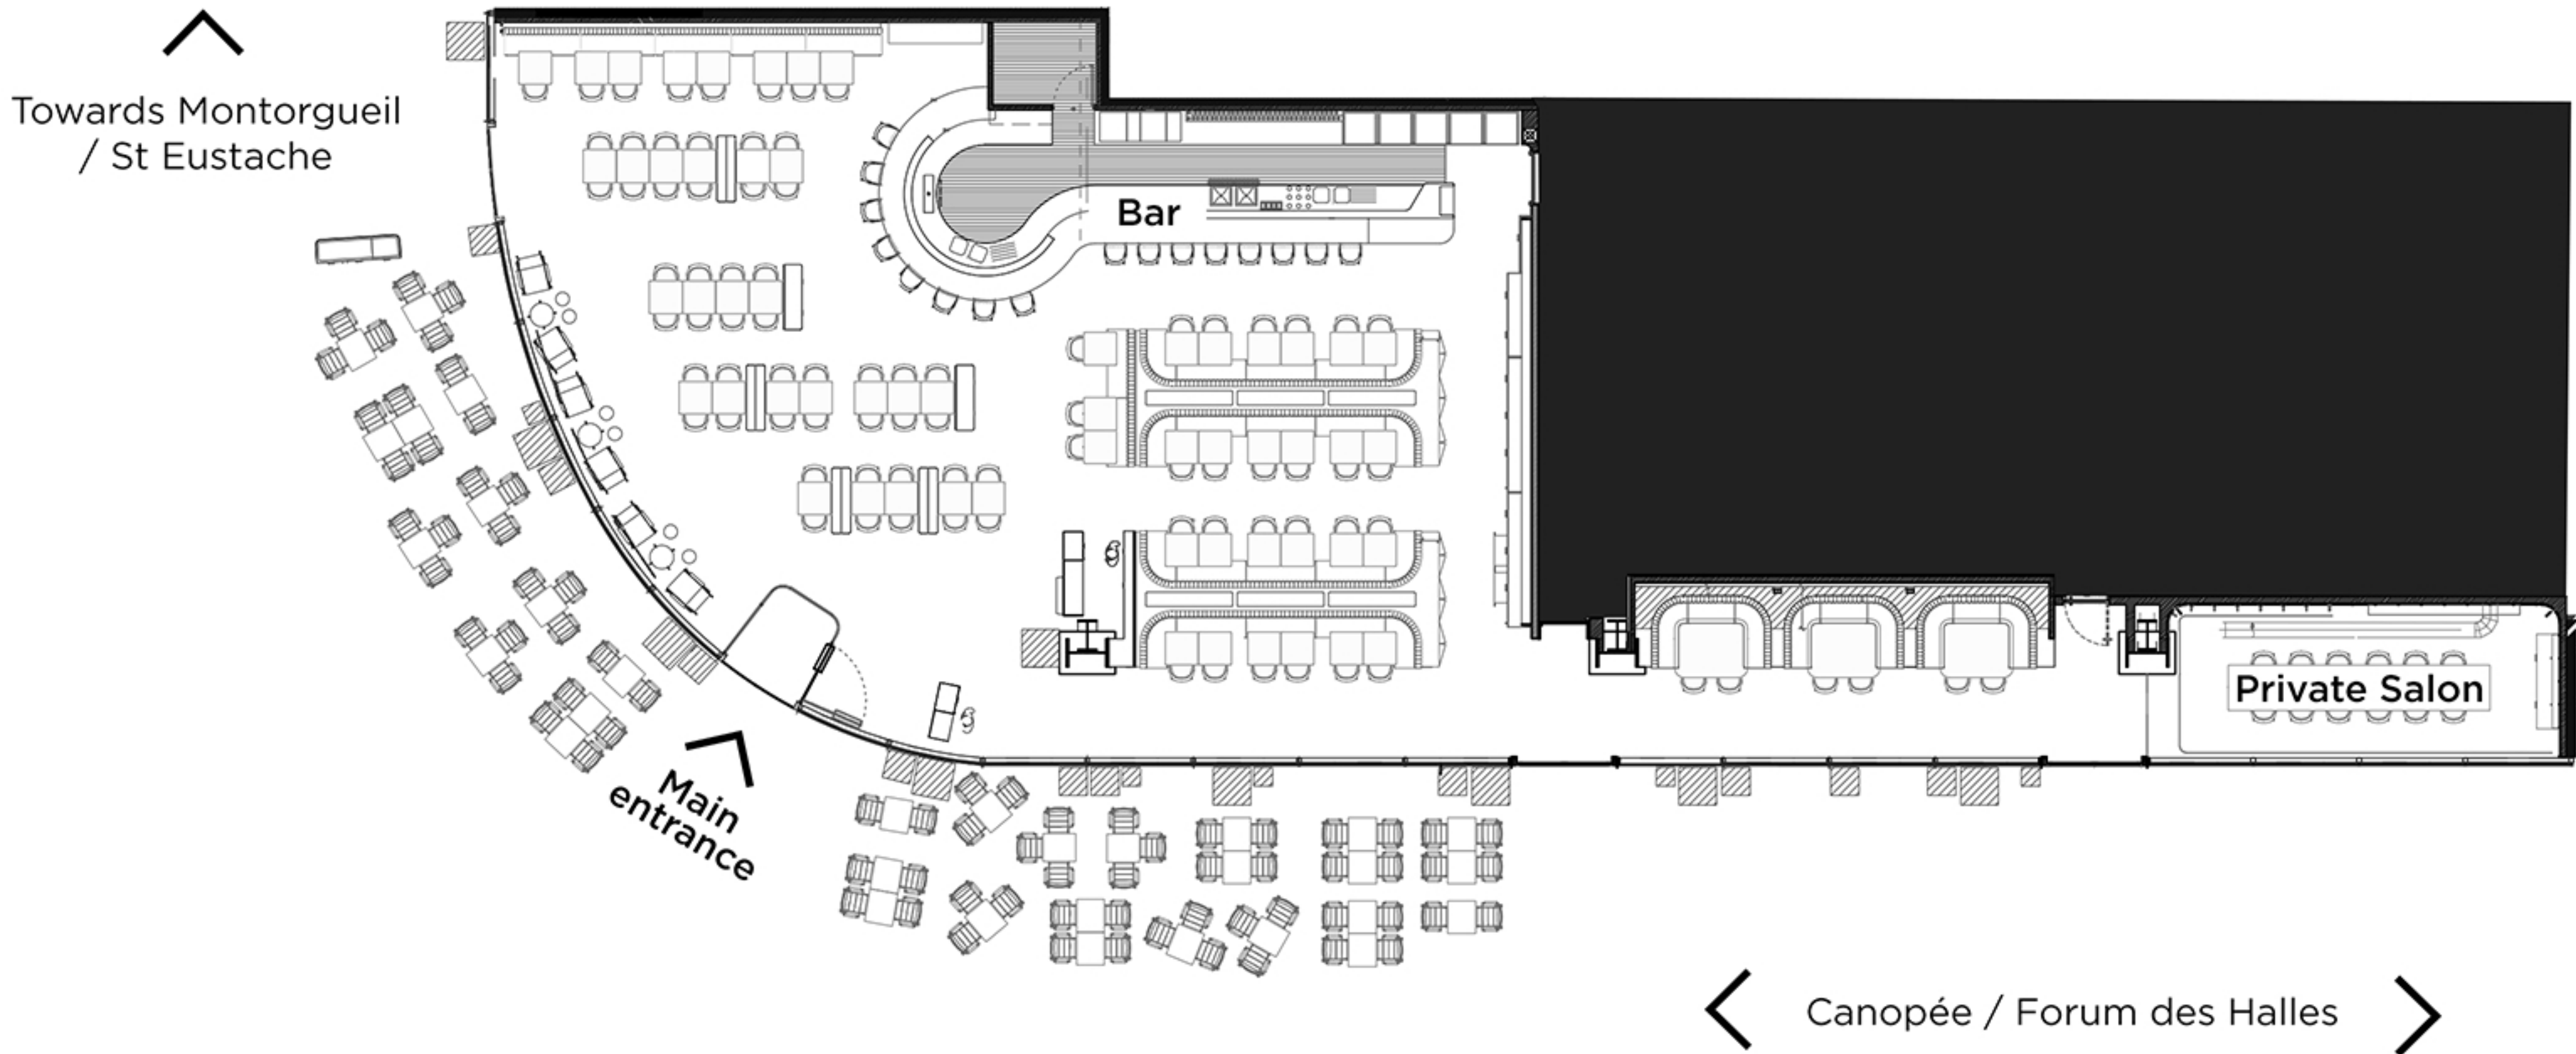 Towards Montorgueil
/ St Eustache
Bar
Private Salon
Main
entrance
Canopée / Forum des Halles